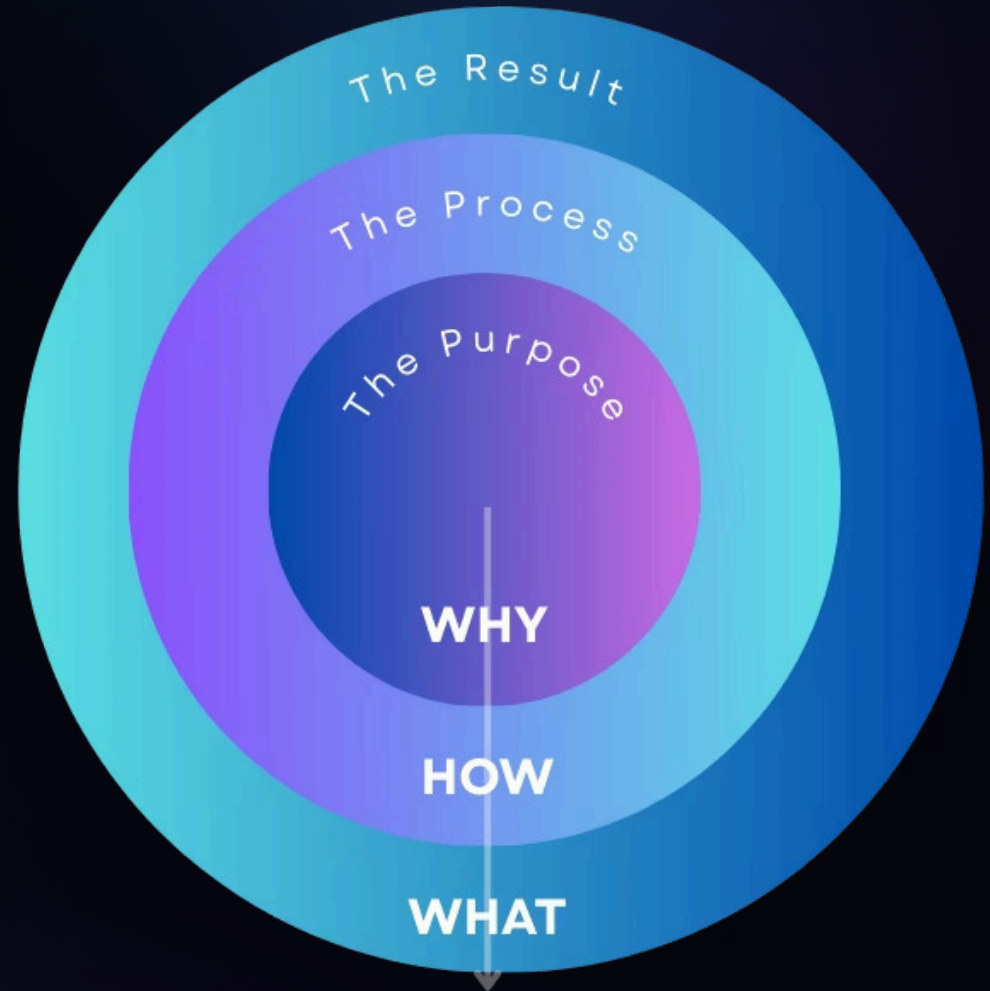 The Result
The Process
The Purpose
WHY
HOW
WHAT